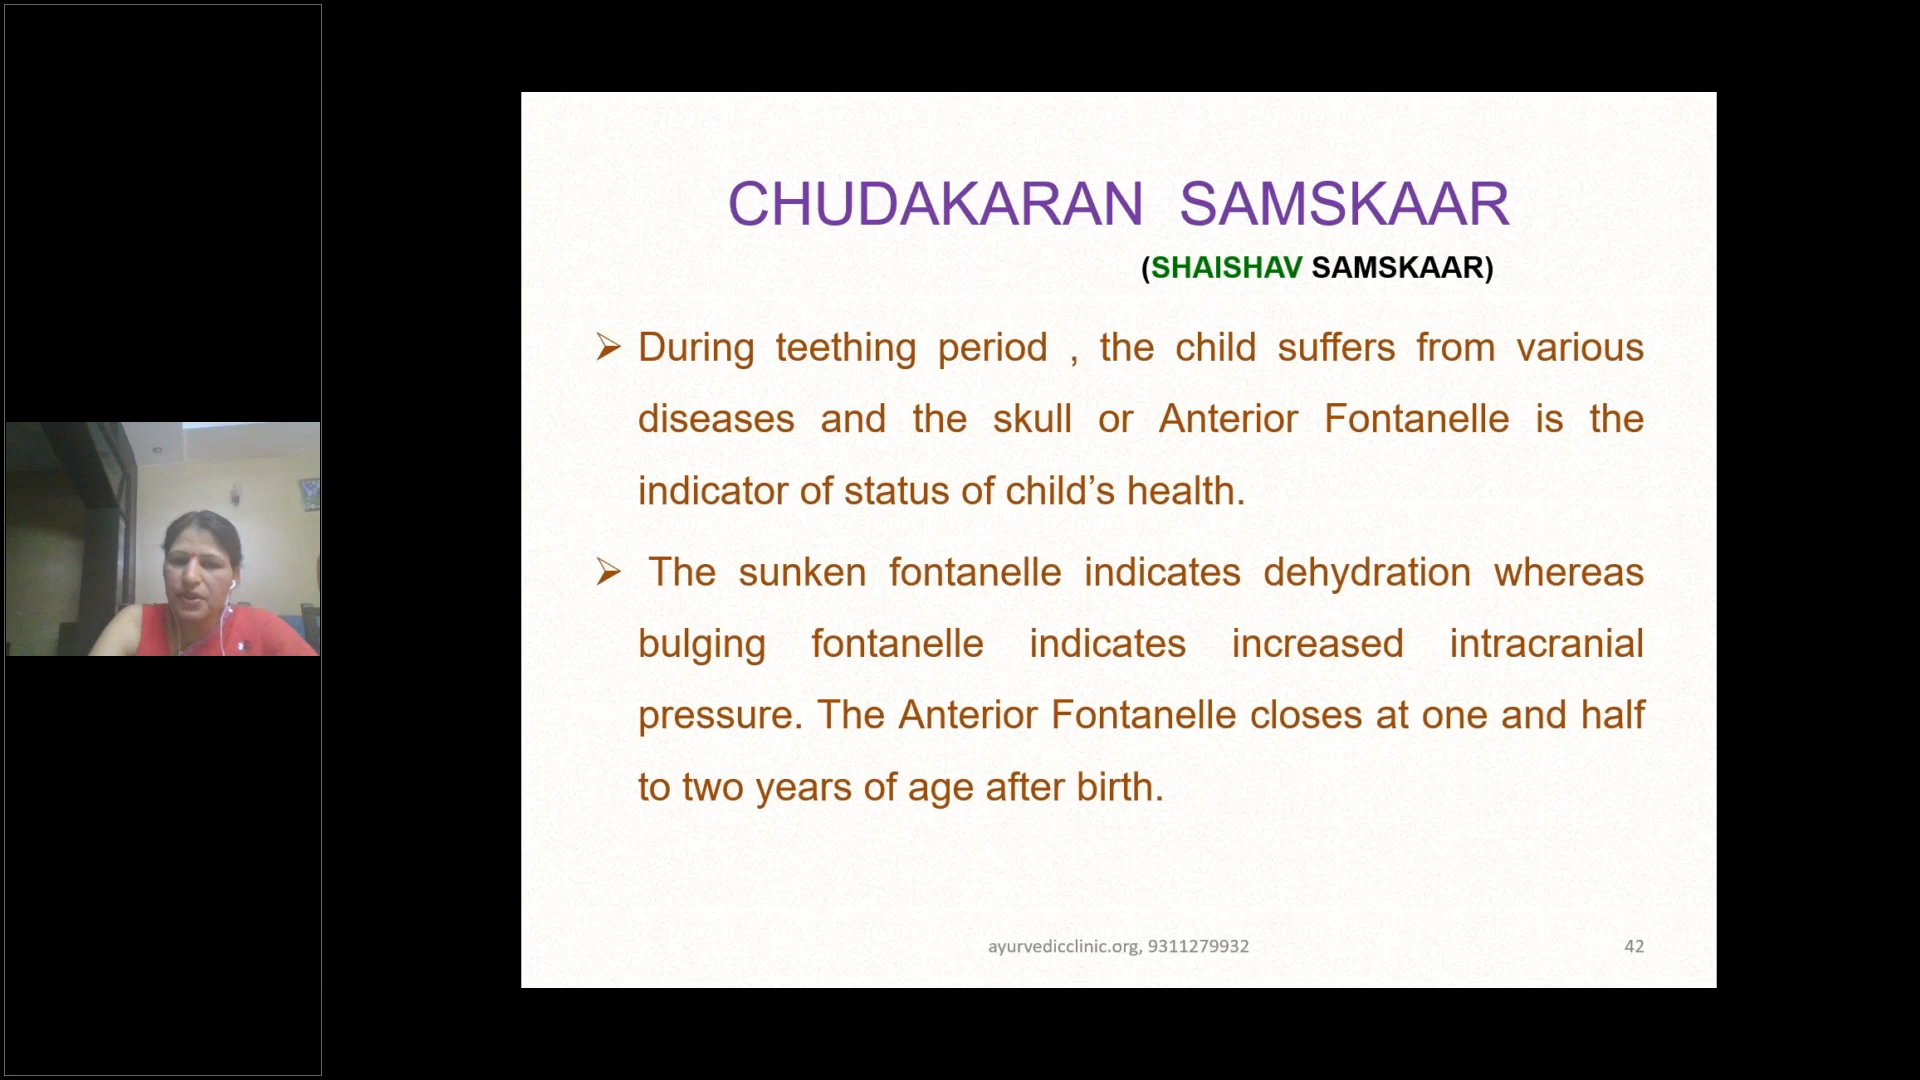 CHUDAKARAN SAMSKAAR
(SHAISHAV SAMSKAAR)
➢ During teething period , the child suffers from various
diseases and the skull or Anterior Fontanelle is the
indicator of status of child’s health.
➢ The sunken fontanelle indicates dehydration whereas
bulging fontanelle indicates increased intracranial
pressure. The Anterior Fontanelle closes at one and half
to two years of age after birth.
ayurvedicclinic.org, 9311279932
42